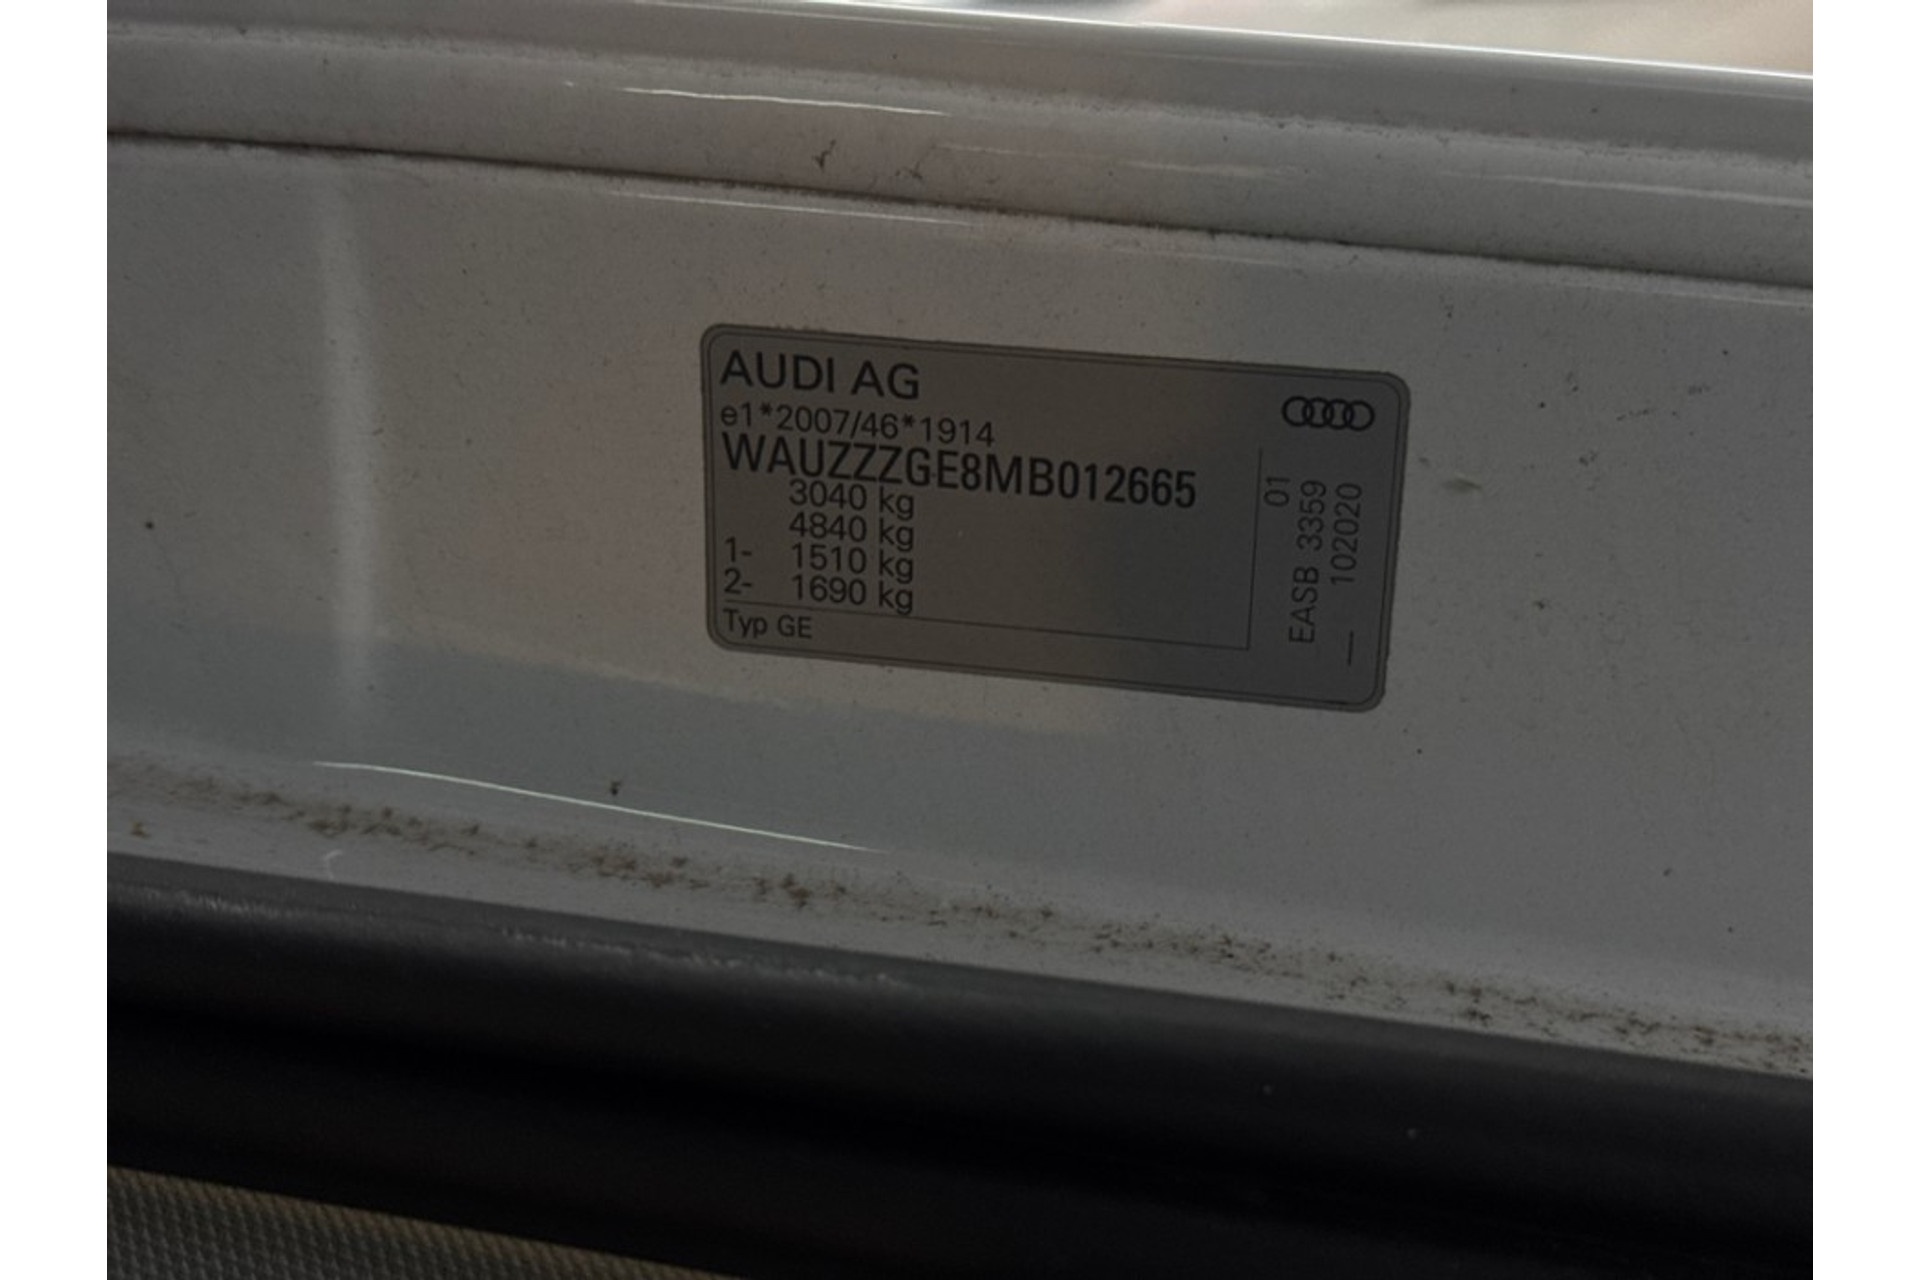 AUDI AG
e1*2007/46*1914
WAUZZZGE8MB012665
3040 kg
4840 kg
1- 1510 kg
2- 1690 kg
Typ GE
01
EASB 3359
— 102020